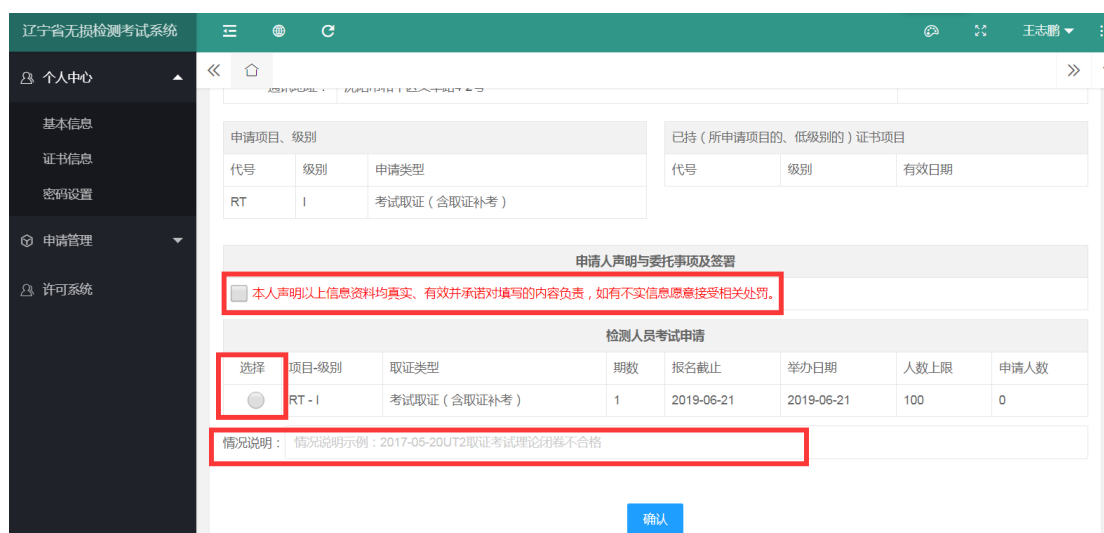 辽宁省无损检测考试系统
王志鹏
个人中心
基本信息
证书信息
密码设置
申请管理
许可系统
申请项目、级别
已持（所申请项目的、低级别的）证书项目
代号 级别 申请类型
代号 级别 有效日期
RT I 考试取证（含取证补考）
申请人声明与委托事项及签署
本人声明以上信息资料均真实、有效并承诺对填写的内容负责，如有不实信息愿意接受相关处罚。
检测人员考试申请
选择 项目-级别 取证类型 期数 报名截止 举办日期 人数上限 申请人数
RT - I 考试取证（含取证补考） 1 2019-06-21 2019-06-21 100 0
情况说明： 情况说明示例：2017-05-20UT2取证考试理论闭卷不合格
确认